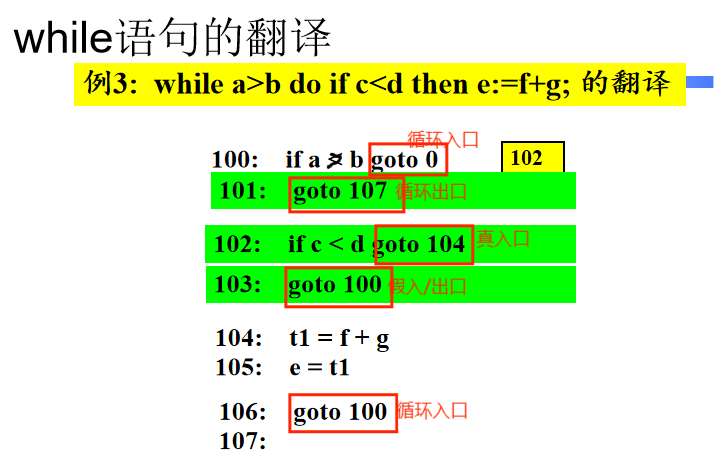 while语句的翻译
例3: while a>b do if c<d then e:=f+g; 的翻译
循环入口
100: if a > b goto 0 102
101: goto 107 循环出口
102: if c < d goto 104 真入口
103: goto 100 假入/出口
104: t1 = f + g
105: e = t1
106: goto 100 循环入口
107: